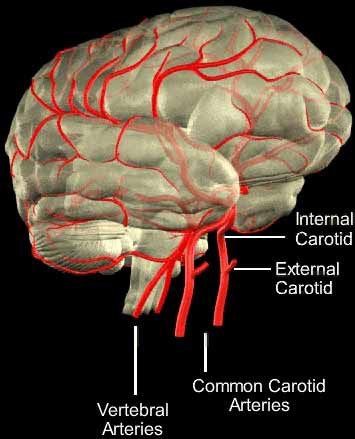 Internal
Carotid
External
Carotid
Common Carotid
Arteries
Vertebral
Arteries